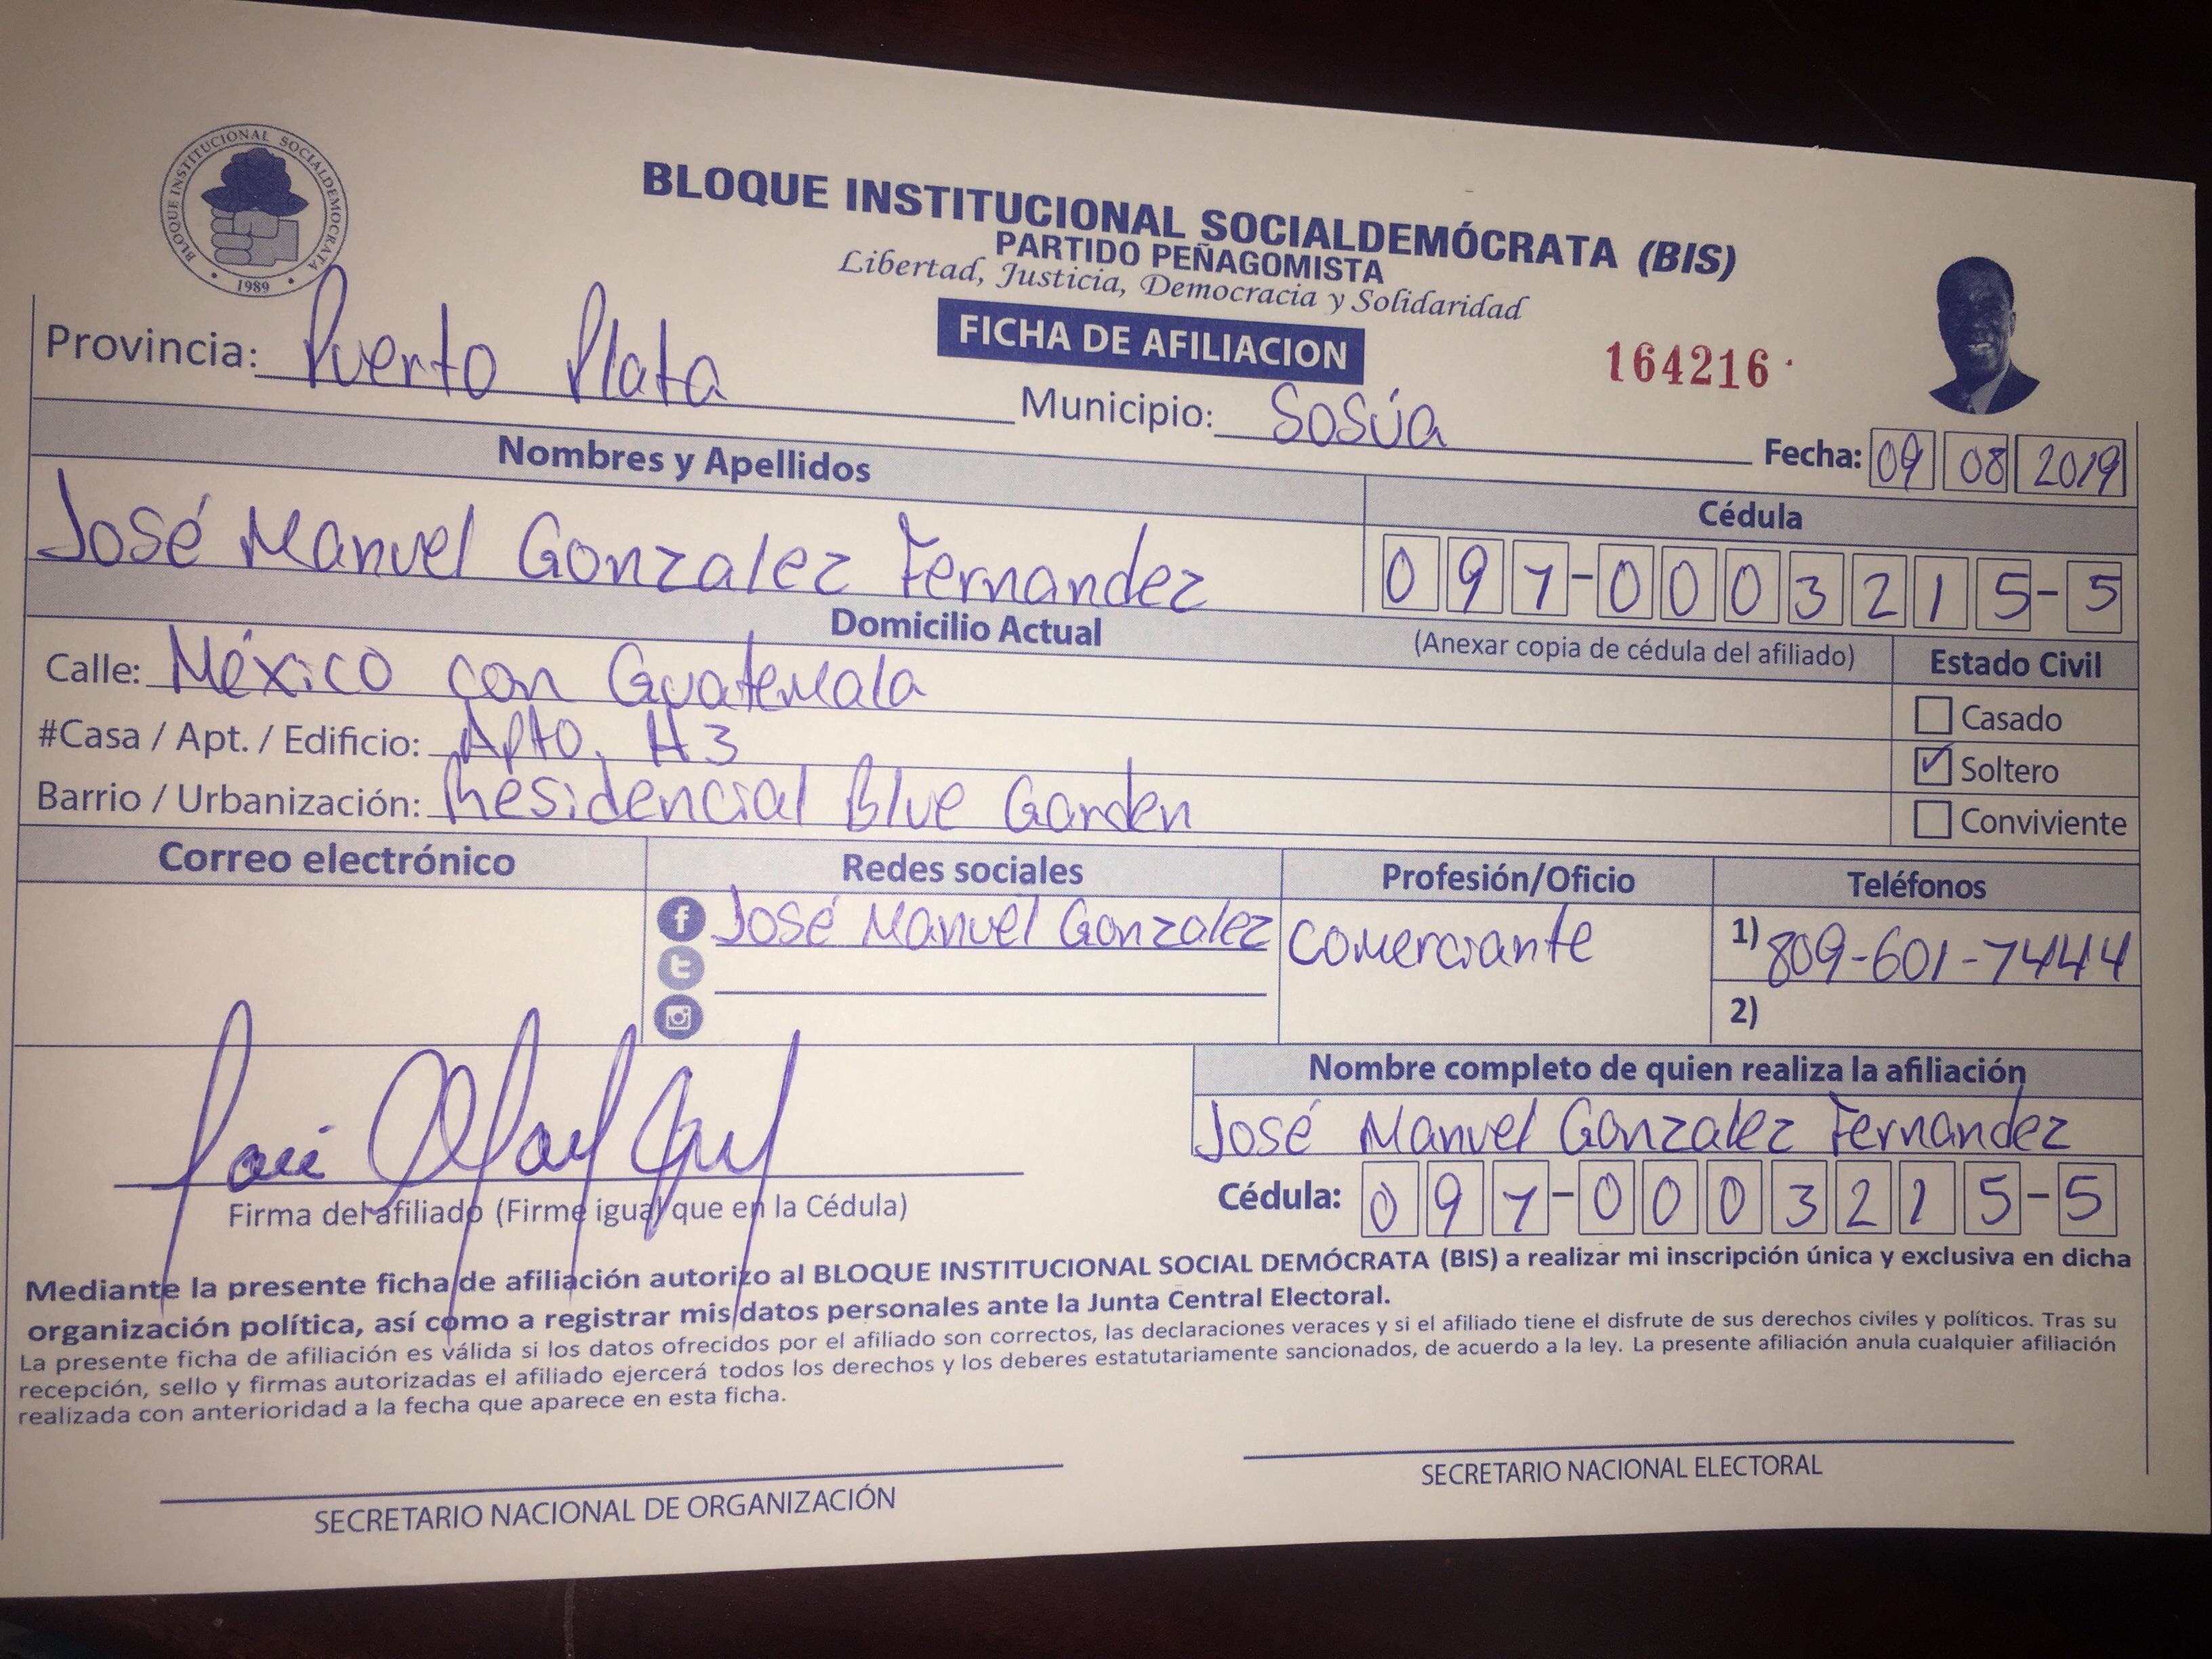 BLOQUE INSTITUCIONAL SOCIALDEMOCRATA
1989
BLOQUE INSTITUCIONAL SOCIALDEMÓCRATA (BIS)
PARTIDO PEÑAGOMISTA
Libertad, Justicia, Democracia y Solidaridad
FICHA DE AFILIACION
164216
Provincia: Puerto Plata Municipio: Sosúa Fecha: 09 08 2019
Nombres y Apellidos Cédula
José Manuel Gonzalez Fernandez 097-0003215-5
Domicilio Actual (Anexar copia de cédula del afiliado) Estado Civil
Calle: México con Guatemala
Casado
#Casa / Apt. / Edificio: Apto. H3
Soltero
Barrio / Urbanización: Residencial Blue Garden
Conviviente
Correo electrónico Redes sociales Profesión/Oficio Teléfonos
José Manuel Gonzalez Comerciante 1) 809-601-7444
2)
Nombre completo de quien realiza la afiliación
José Manuel Gonzalez Fernandez
Firma del afiliado (Firme igual que en la Cédula) Cédula: 097-0003215-5
Mediante la presente ficha de afiliación autorizo al BLOQUE INSTITUCIONAL SOCIAL DEMÓCRATA (BIS) a realizar mi inscripción única y exclusiva en dicha
organización política, así como a registrar mis datos personales ante la Junta Central Electoral.
La presente ficha de afiliación es válida si los datos ofrecidos por el afiliado son correctos, las declaraciones veraces y si el afiliado tiene el disfrute de sus derechos civiles y políticos. Tras su
recepción, sello y firmas autorizadas el afiliado ejercerá todos los derechos y los deberes estatutariamente sancionados, de acuerdo a la ley. La presente afiliación anula cualquier afiliación
realizada con anterioridad a la fecha que aparece en esta ficha.
SECRETARIO NACIONAL DE ORGANIZACIÓN SECRETARIO NACIONAL ELECTORAL